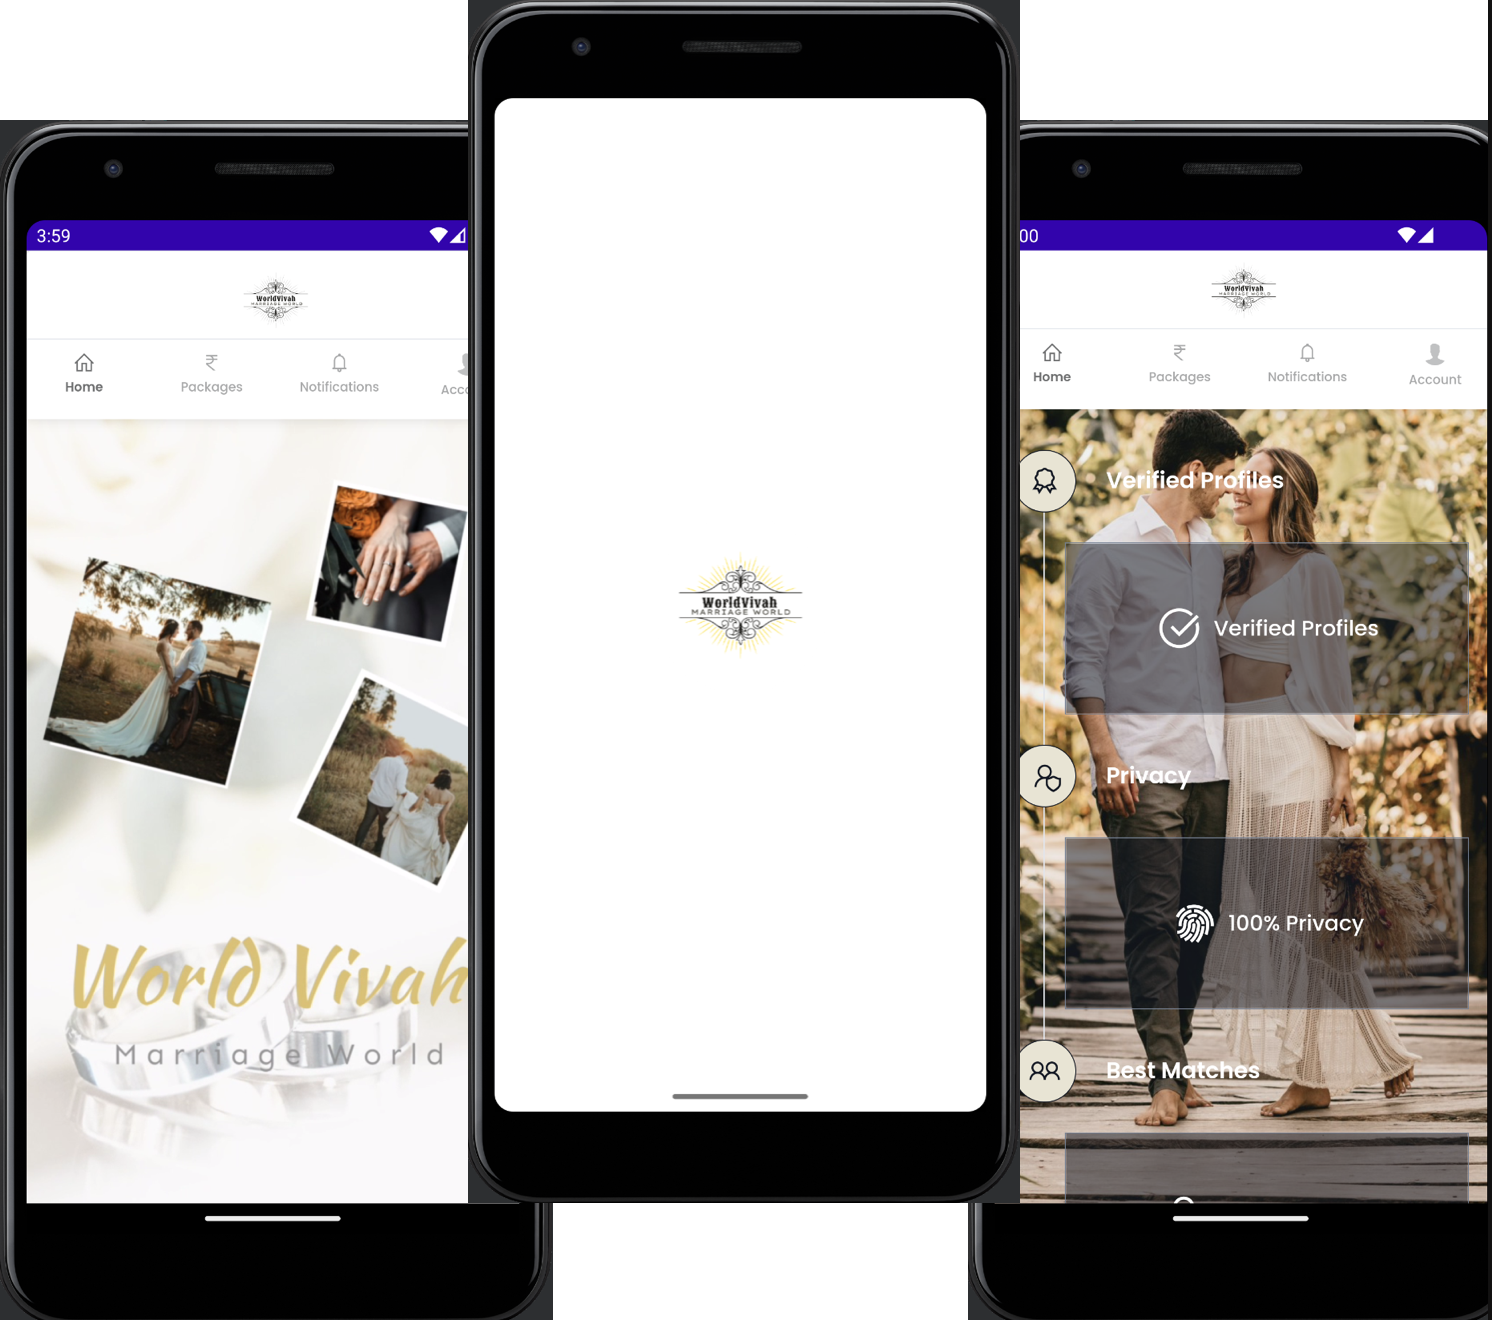 3:59
WorldVivah
MARRIAGE WORLD
Home
Packages
Notifications
Acco
World Vivah
Marriage World
WorldVivah
MARRIAGE WORLD
00
WorldVivah
MARRIAGE WORLD
Home
Packages
Notifications
Account
Verified Profiles
Verified Profiles
Privacy
100% Privacy
Best Matches